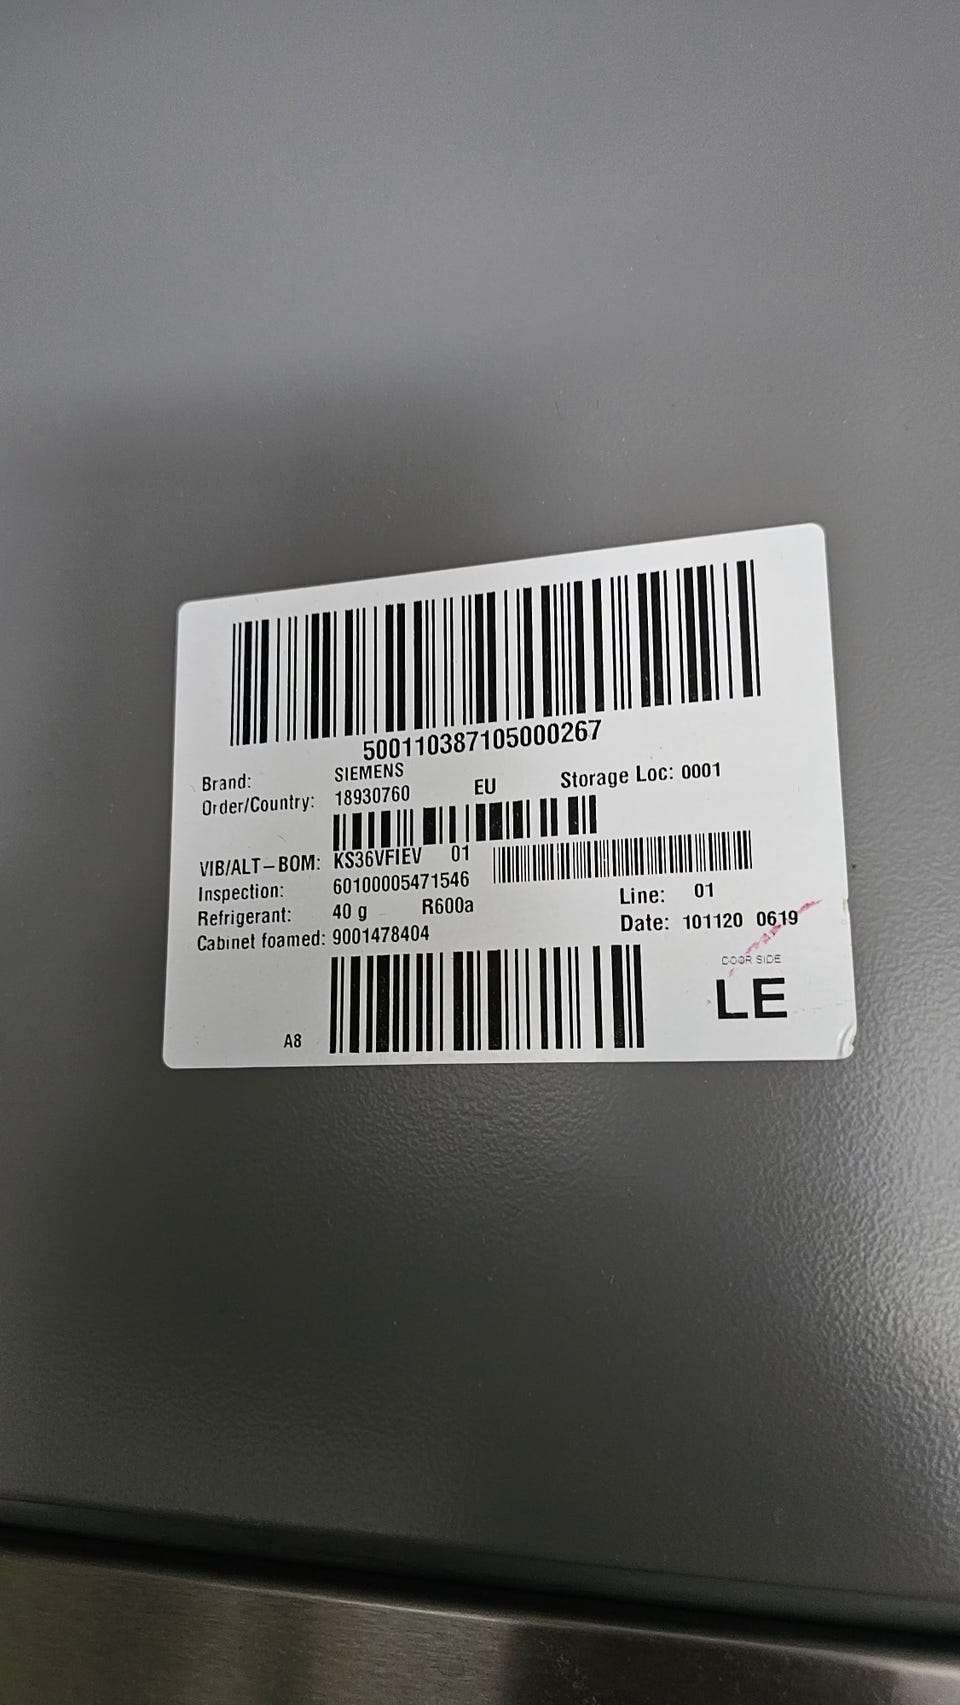 500110387105000267
Brand: SIEMENS
Order/Country: 18930760 EU Storage Loc: 0001
VIB/ALT-BOM: KS36VFIEV 01
Inspection: 60100005471546
Refrigerant: 40 g R600a Line: 01
Cabinet foamed: 9001478404 Date: 101120 0619
DOOR SIDE
LE
A8